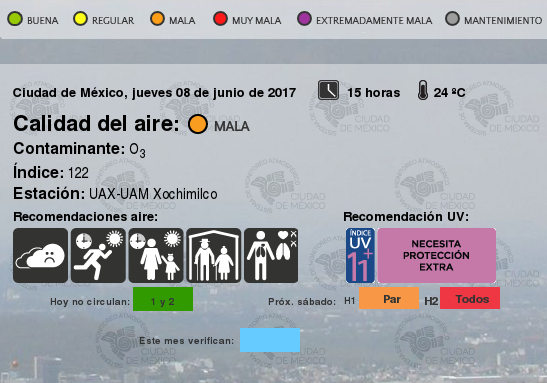 BUENA REGULAR MALA MUY MALA EXTREMADAMENTE MALA MANTENIMIENTO
Ciudad de México, jueves 08 de junio de 2017 15 horas 24 ºC
Calidad del aire: MALA
Contaminante: O3
Índice: 122
Estación: UAX-UAM Xochimilco
Recomendaciones aire: Recomendación UV:
ÍNDICE UV 11+ NECESITA PROTECCIÓN EXTRA
Hoy no circulan: 1 y 2 Próx. sábado: H1 Par H2 Todos
Este mes verifican:
MONITOREO ATMOSFÉRICO
CIUDAD DE MÉXICO